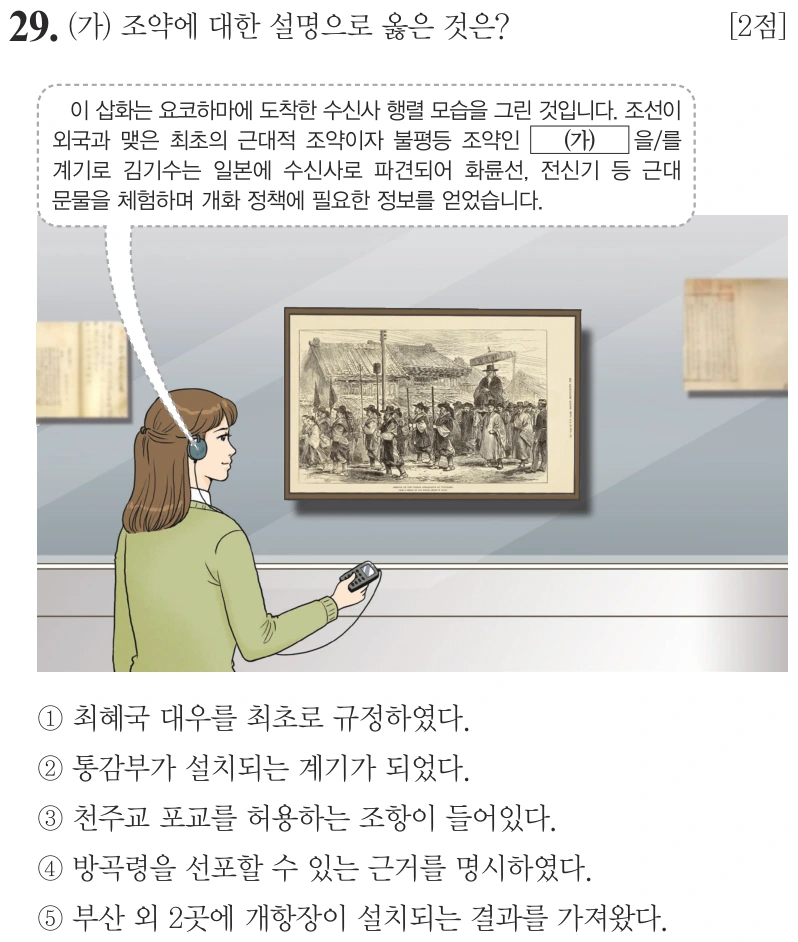 29. (가) 조약에 대한 설명으로 옳은 것은? [2점]
이 삽화는 요코하마에 도착한 수신사 행렬 모습을 그린 것입니다. 조선이
외국과 맺은 최초의 근대적 조약이자 불평등 조약인 (가) 을/를
계기로 김기수는 일본에 수신사로 파견되어 화륜선, 전신기 등 근대
문물을 체험하며 개화 정책에 필요한 정보를 얻었습니다.
① 최혜국 대우를 최초로 규정하였다.
② 통감부가 설치되는 계기가 되었다.
③ 천주교 포교를 허용하는 조항이 들어있다.
④ 방곡령을 선포할 수 있는 근거를 명시하였다.
⑤ 부산 외 2곳에 개항장이 설치되는 결과를 가져왔다.